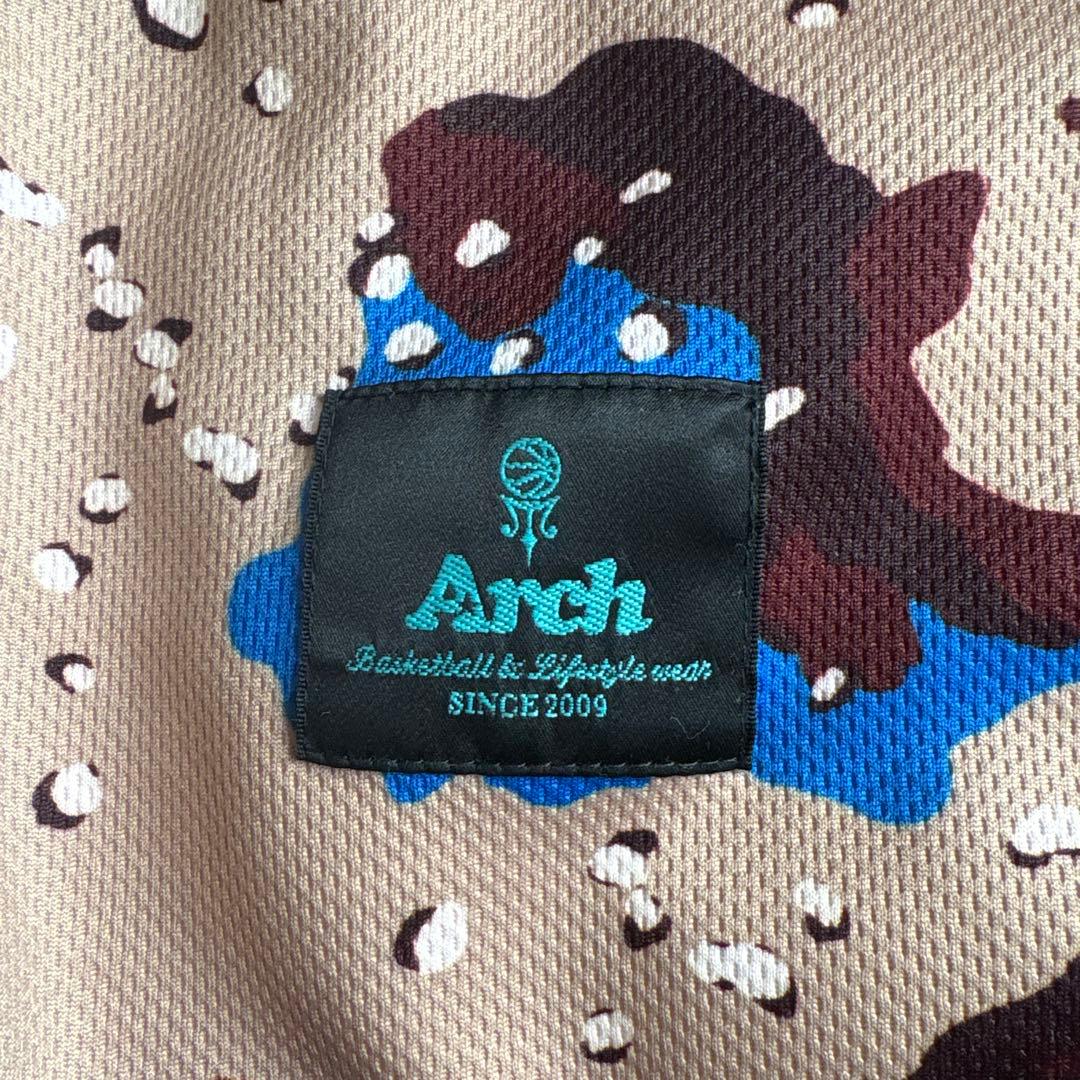 Arch
Basketball & Lifestyle wear
SINCE 2009